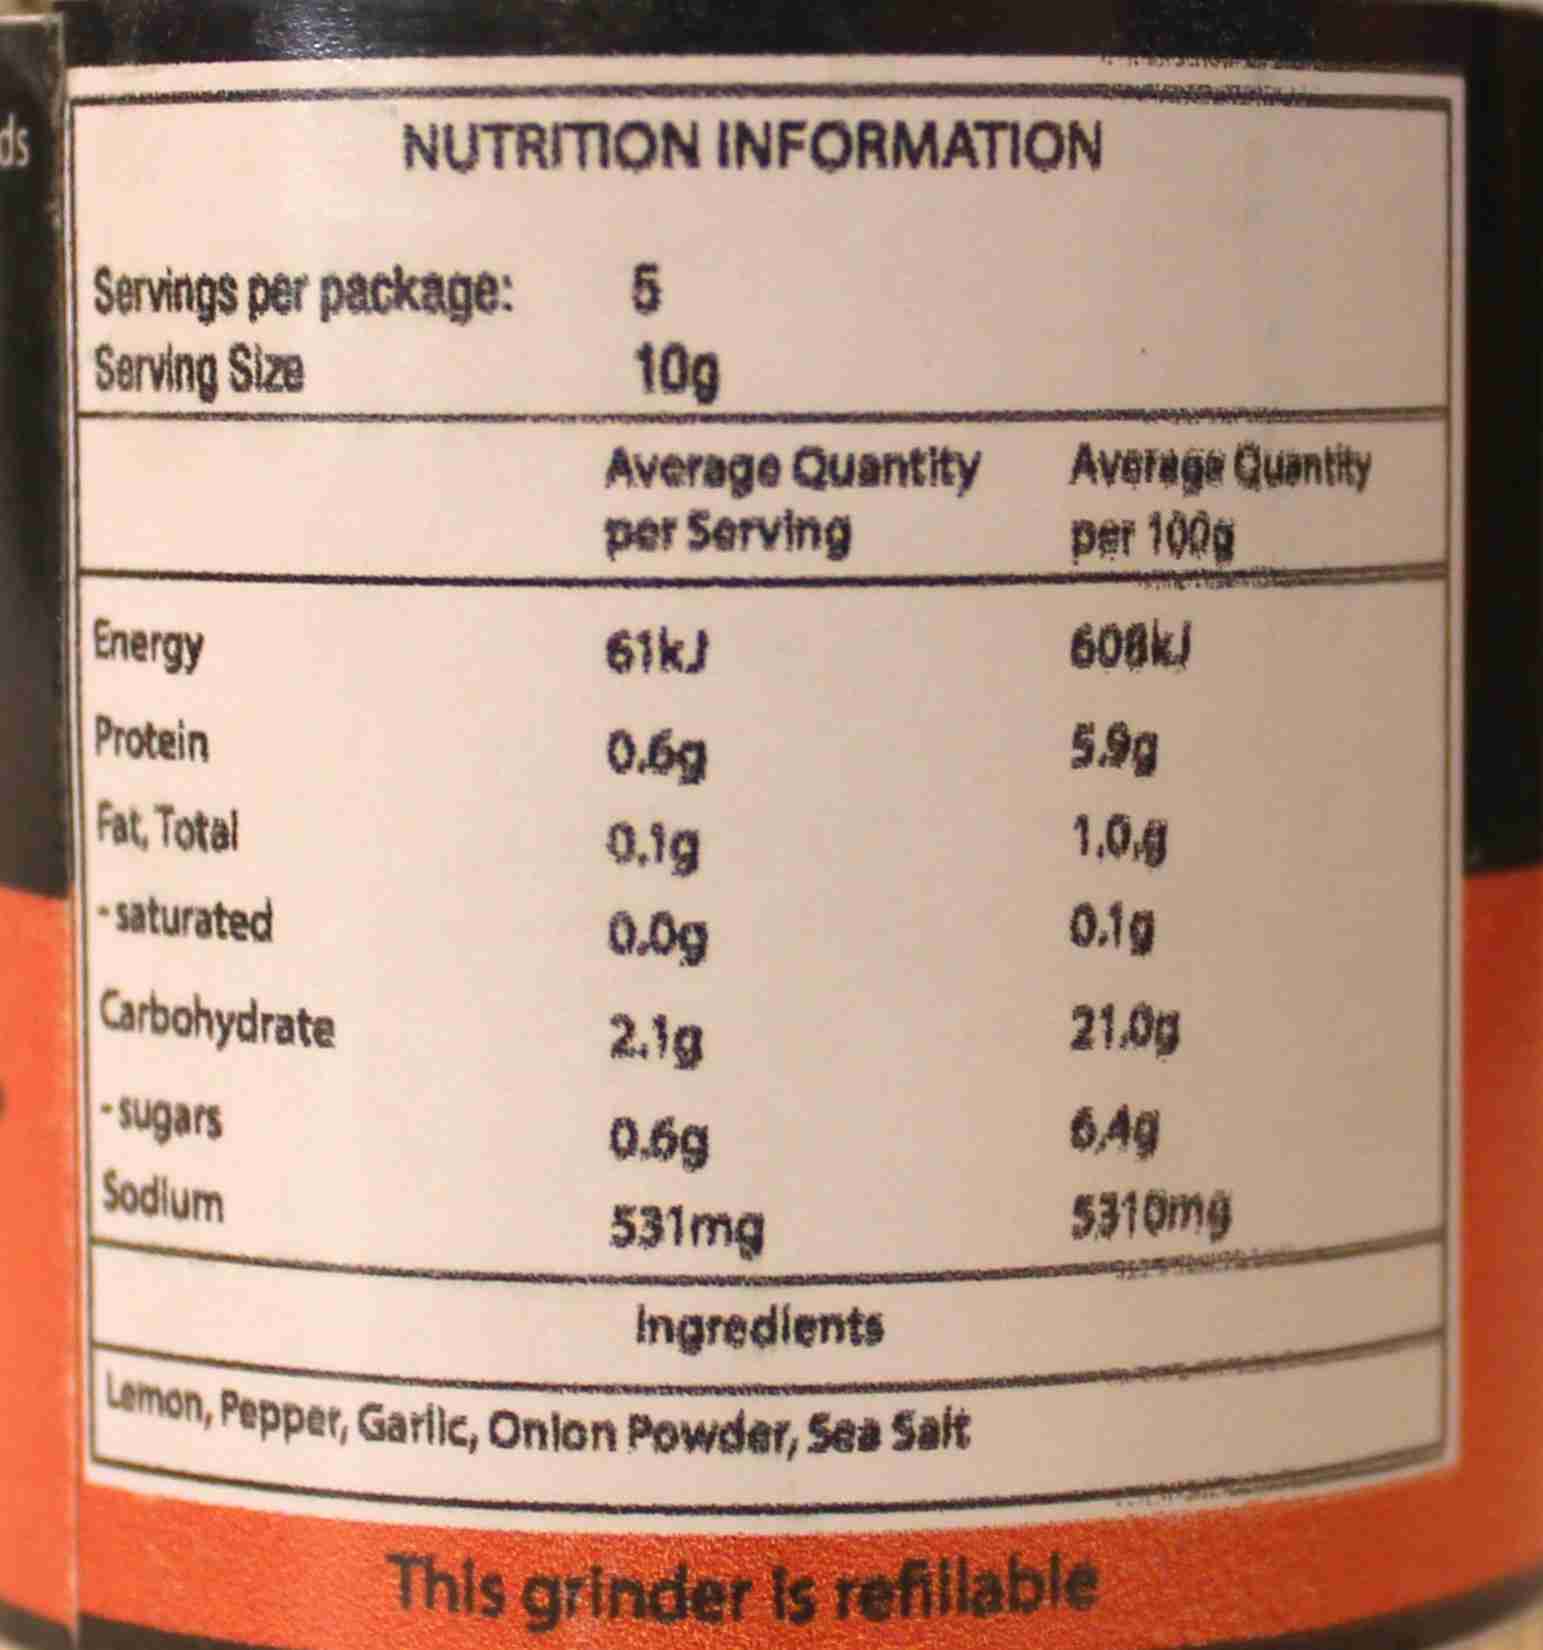 ds
NUTRITION INFORMATION
Servings per package: 5
Serving Size 10g
Average Quantity per Serving Average Quantity per 100g
Energy 61kJ 608kJ
Protein 0.6g 5.9g
Fat, Total 0.1g 1.0,g
- saturated 0.0g 0.1g
Carbohydrate 2.1g 21.0g
- sugars 0.6g 6.4g
Sodium 531mg 5310mg
Ingredients
Lemon, Pepper, Garlic, Onion Powder, Sea Salt
This grinder is refillable